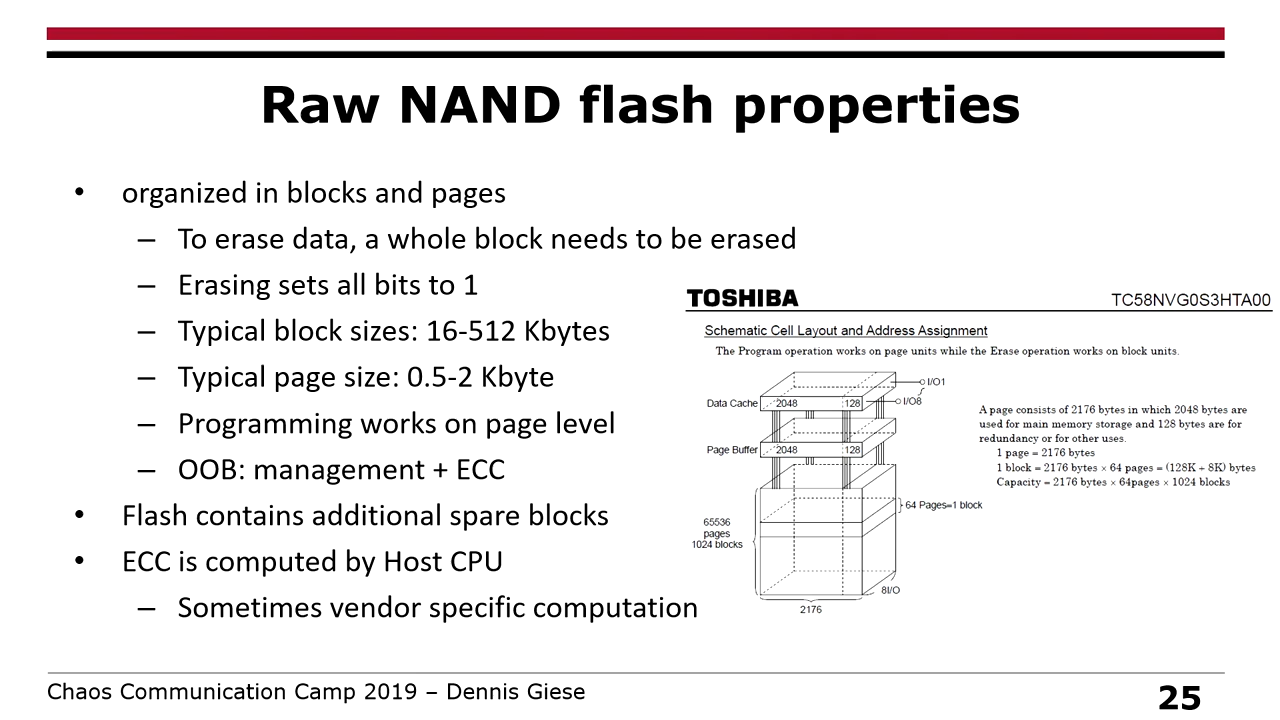 Raw NAND flash properties
• organized in blocks and pages
– To erase data, a whole block needs to be erased
– Erasing sets all bits to 1
– Typical block sizes: 16-512 Kbytes
– Typical page size: 0.5-2 Kbyte
– Programming works on page level
– OOB: management + ECC
• Flash contains additional spare blocks
• ECC is computed by Host CPU
– Sometimes vendor specific computation
TOSHIBA TC58NVG0S3HTA00
Schematic Cell Layout and Address Assignment
The Program operation works on page units while the Erase operation works on block units.
I/O1
Data Cache 2048 128 I/O8
Page Buffer 2048 128
64 Pages=1 block
65536
pages
1024 blocks
8I/O
2176
A page consists of 2176 bytes in which 2048 bytes are
used for main memory storage and 128 bytes are for
redundancy or for other uses.
1 page = 2176 bytes
1 block = 2176 bytes × 64 pages = (128K + 8K) bytes
Capacity = 2176 bytes × 64pages × 1024 blocks
Chaos Communication Camp 2019 – Dennis Giese
25